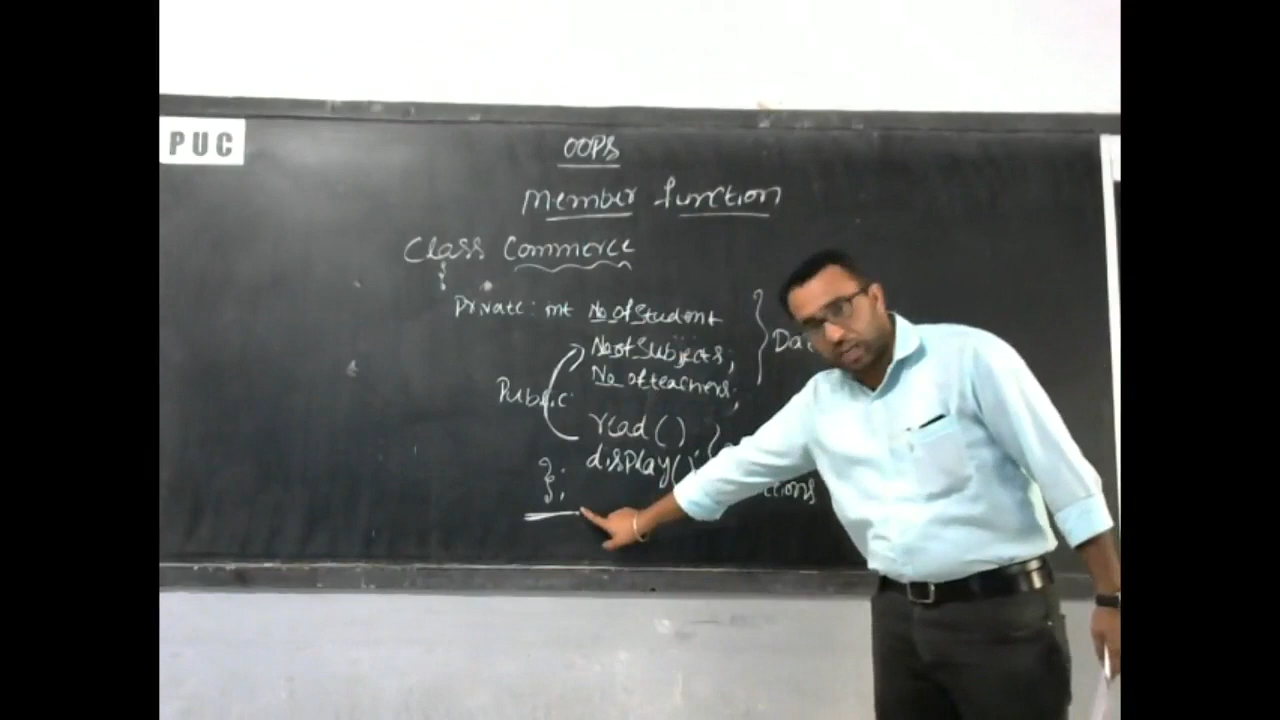 PUC
OOPS
Member function
Class Commerce
{
Private: int No of Student
No of Subjects;
No of teachers;
Public:
read()
display();
};